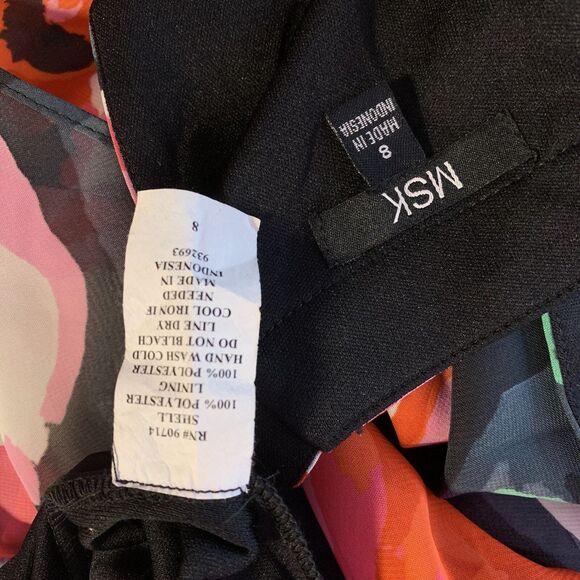 MSK
MADE IN
INDONESIA
8
RN# 90714
SHELL
100% POLYESTER
LINING
100% POLYESTER
HAND WASH COLD
DO NOT BLEACH
LINE DRY
COOL IRON IF
NEEDED
MADE IN
INDONESIA
932693
8